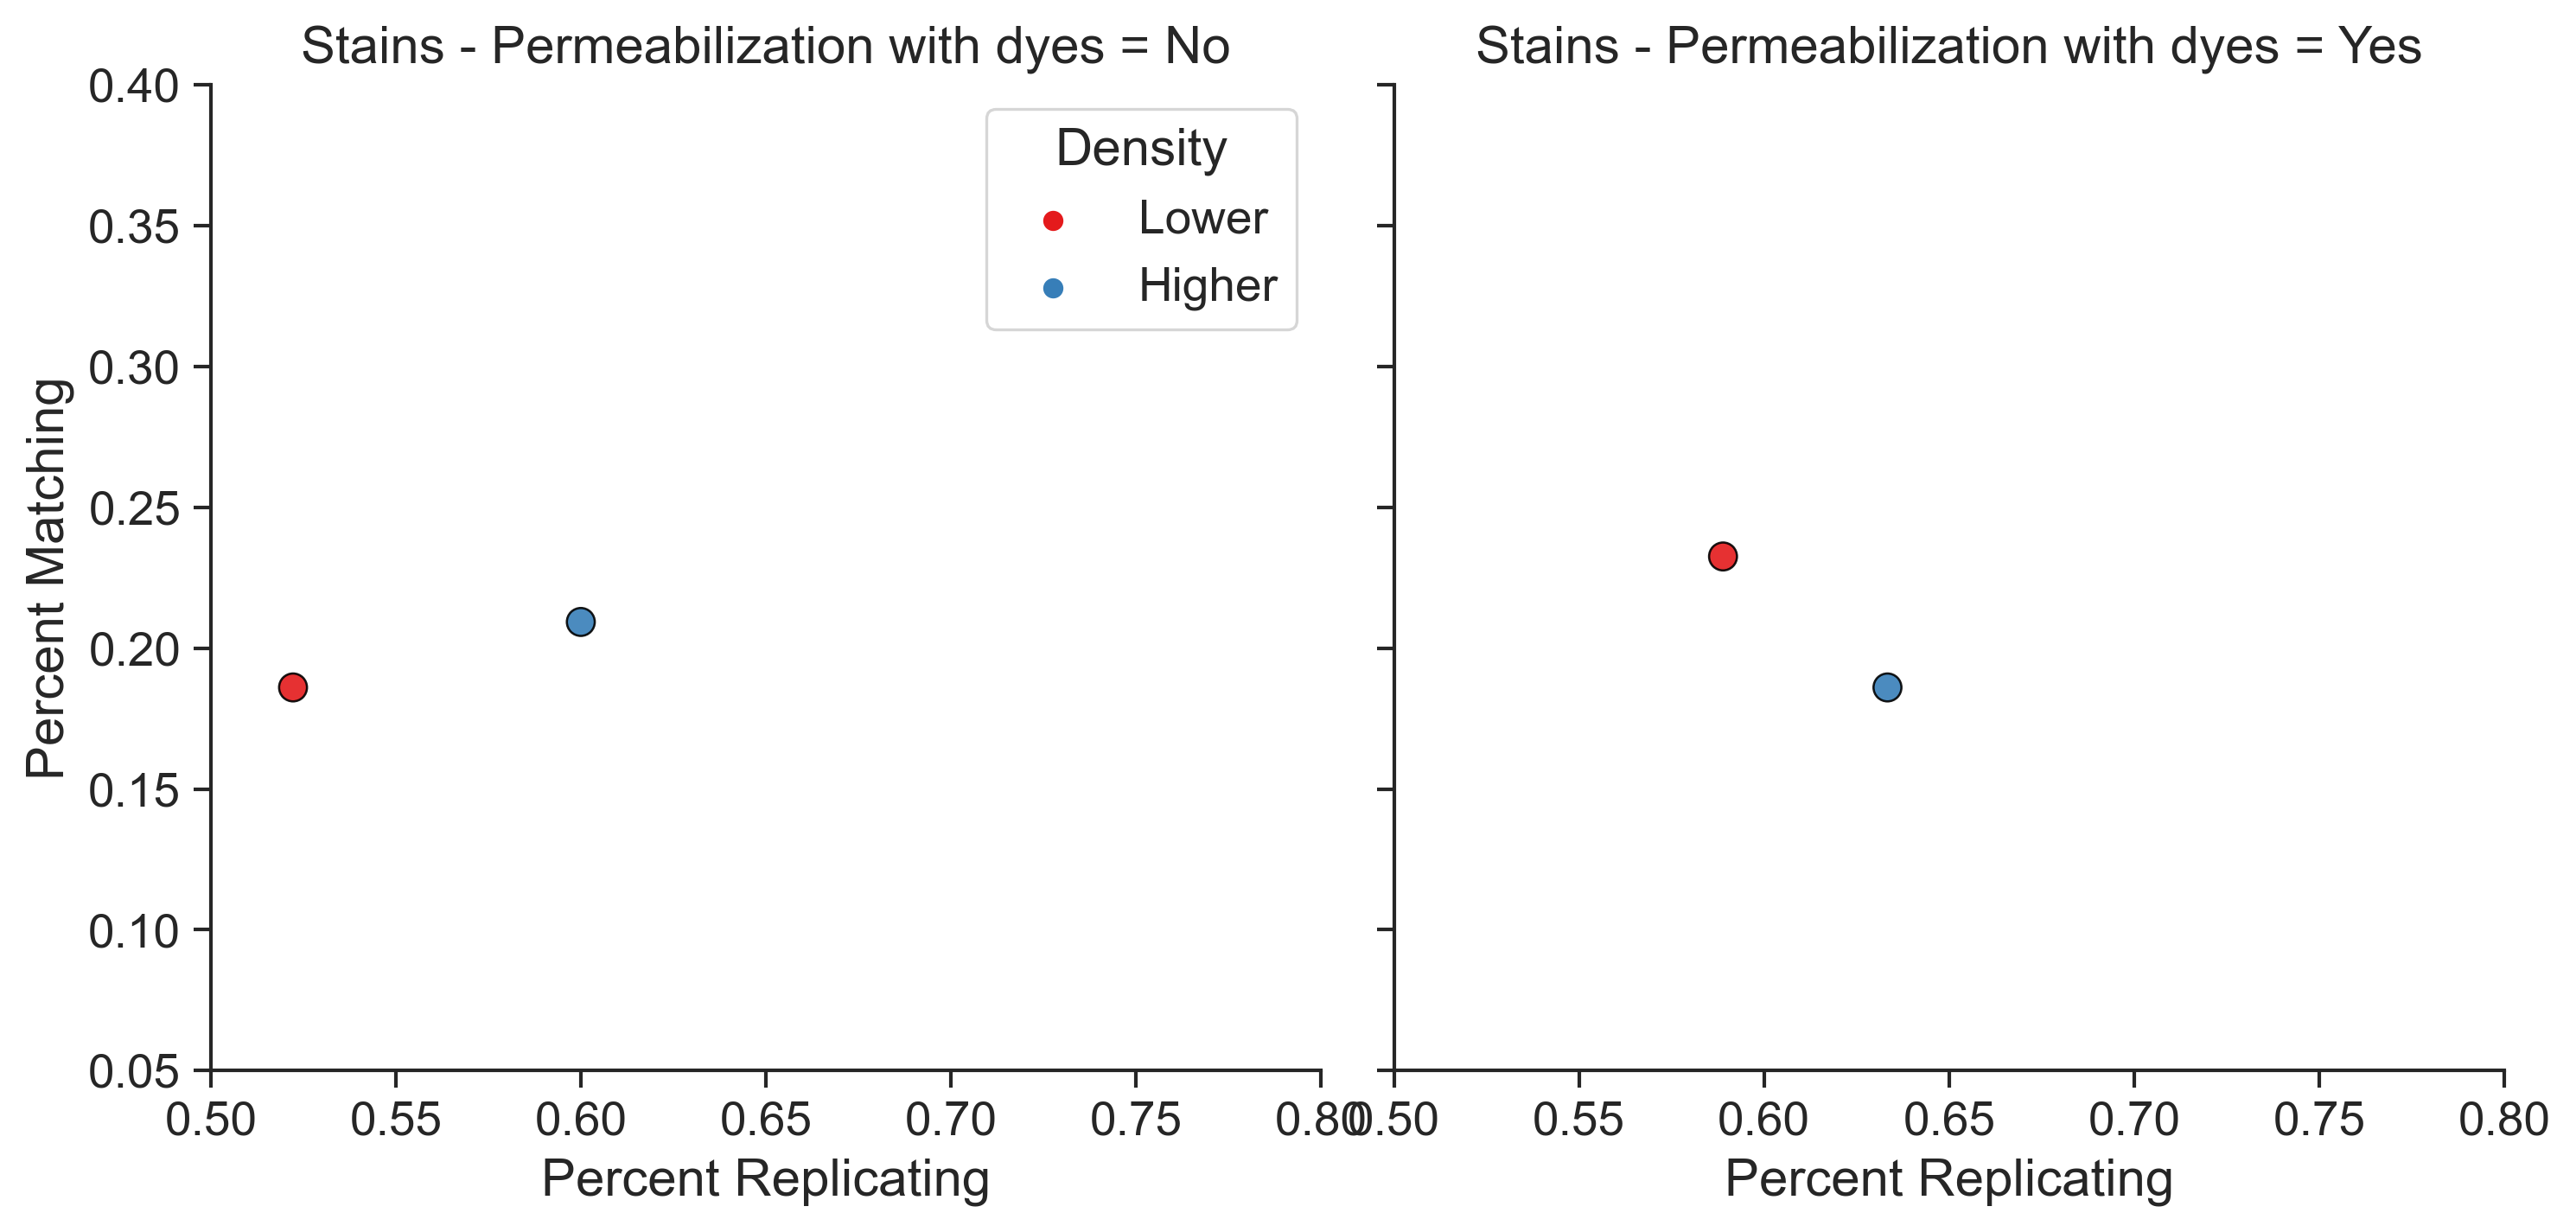 Stains - Permeabilization with dyes = No
Stains - Permeabilization with dyes = Yes
Density
Lower
Higher
Percent Matching
0.40
0.35
0.30
0.25
0.20
0.15
0.10
0.05
0.50 0.55 0.60 0.65 0.70 0.75 0.80
0.50 0.55 0.60 0.65 0.70 0.75 0.80
Percent Replicating
Percent Replicating